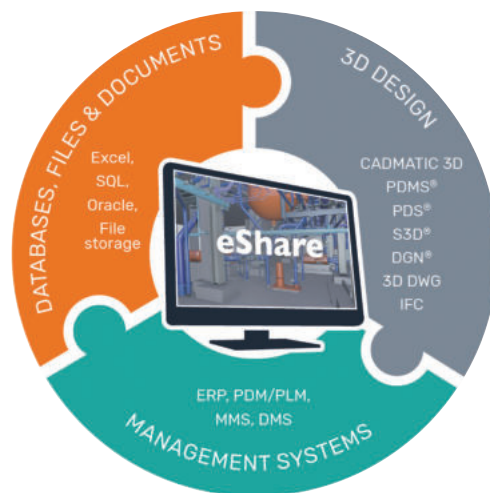 DATABASES, FILES & DOCUMENTS
Excel,
SQL,
Oracle,
File
storage
3D DESIGN
CADMATIC 3D
PDMS®
PDS®
S3D®
DGN®
3D DWG
IFC
eShare
ERP, PDM/PLM,
MMS, DMS
MANAGEMENT SYSTEMS